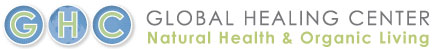 GHC GLOBAL HEALING CENTER
Natural Health & Organic Living